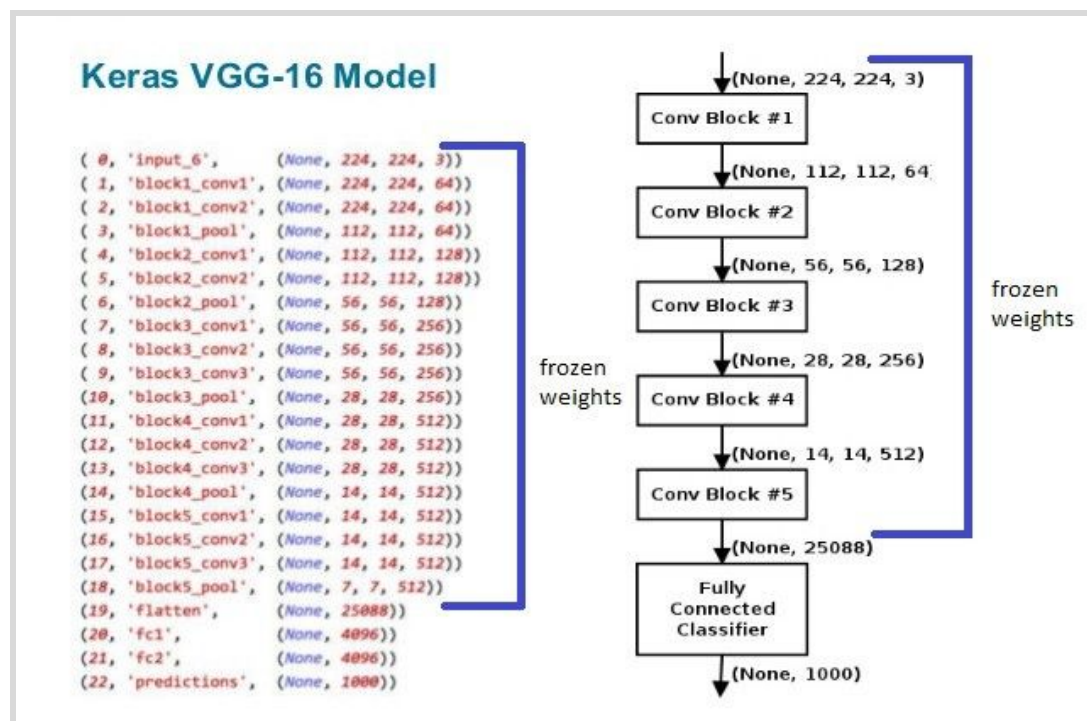 Keras VGG-16 Model
( 0, 'input_6', (None, 224, 224, 3))
( 1, 'block1_conv1', (None, 224, 224, 64))
( 2, 'block1_conv2', (None, 224, 224, 64))
( 3, 'block1_pool', (None, 112, 112, 64))
( 4, 'block2_conv1', (None, 112, 112, 128))
( 5, 'block2_conv2', (None, 112, 112, 128))
( 6, 'block2_pool', (None, 56, 56, 128))
( 7, 'block3_conv1', (None, 56, 56, 256))
( 8, 'block3_conv2', (None, 56, 56, 256))
( 9, 'block3_conv3', (None, 56, 56, 256))
(10, 'block3_pool', (None, 28, 28, 256))
(11, 'block4_conv1', (None, 28, 28, 512))
(12, 'block4_conv2', (None, 28, 28, 512))
(13, 'block4_conv3', (None, 28, 28, 512))
(14, 'block4_pool', (None, 14, 14, 512))
(15, 'block5_conv1', (None, 14, 14, 512))
(16, 'block5_conv2', (None, 14, 14, 512))
(17, 'block5_conv3', (None, 14, 14, 512))
(18, 'block5_pool', (None, 7, 7, 512))
(19, 'flatten', (None, 25088))
(20, 'fc1', (None, 4096))
(21, 'fc2', (None, 4096))
(22, 'predictions', (None, 1000))
frozen
weights
(None, 224, 224, 3)
Conv Block #1
(None, 112, 112, 64)
Conv Block #2
(None, 56, 56, 128)
Conv Block #3
(None, 28, 28, 256)
Conv Block #4
(None, 14, 14, 512)
Conv Block #5
(None, 25088)
Fully
Connected
Classifier
(None, 1000)
frozen
weights